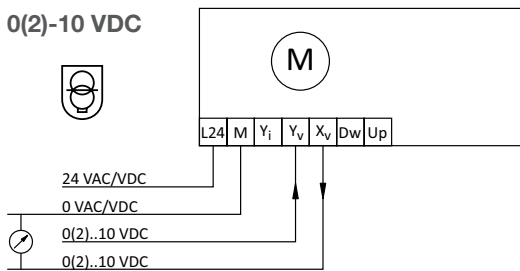 0(2)-10 VDC
M
L24 M Yi Yv Xv Dw Up
24 VAC/VDC
0 VAC/VDC
0(2)..10 VDC
0(2)..10 VDC